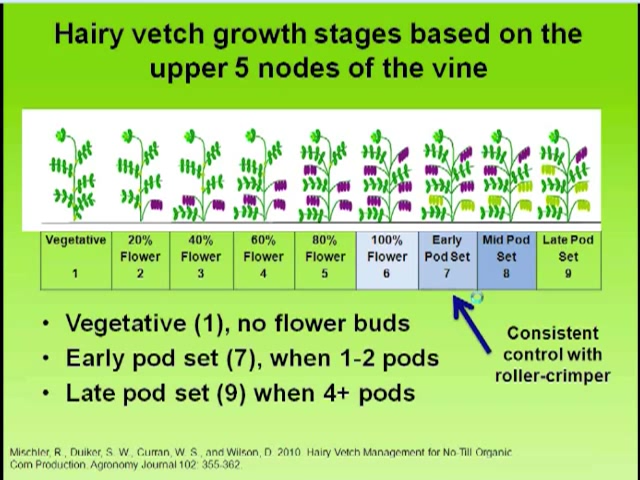 Hairy vetch growth stages based on the
upper 5 nodes of the vine
Vegetative 1
20% Flower 2
40% Flower 3
60% Flower 4
80% Flower 5
100% Flower 6
Early Pod Set 7
Mid Pod Set 8
Late Pod Set 9
• Vegetative (1), no flower buds
• Early pod set (7), when 1-2 pods
• Late pod set (9) when 4+ pods
Consistent
control with
roller-crimper
Mischler, R., Duiker, S. W., Curran, W. S., and Wilson, D. 2010. Hairy Vetch Management for No-Till Organic
Corn Production. Agronomy Journal 102: 355-362.